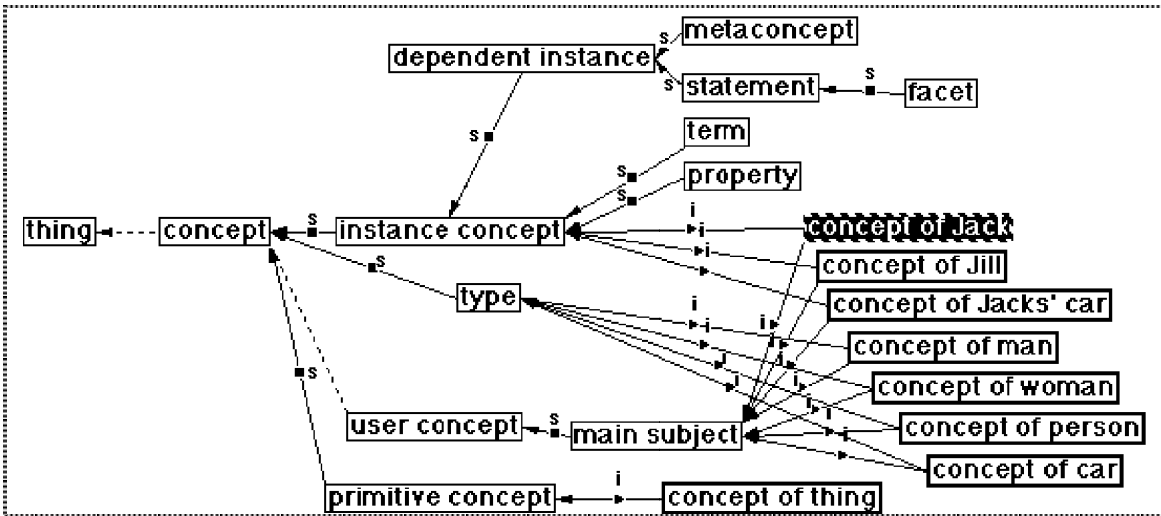 metaconcept
s
dependent instance
s
statement
s
facet
s
term
s
property
s
i
thing
concept
s
instance concept
i
concept of Jack
i
concept of Jill
s
type
concept of Jacks' car
i
i
i
i
concept of man
i
i
i
s
i
i
concept of woman
user concept
s
main subject
i
i
concept of person
i
concept of car
primitive concept
i
concept of thing